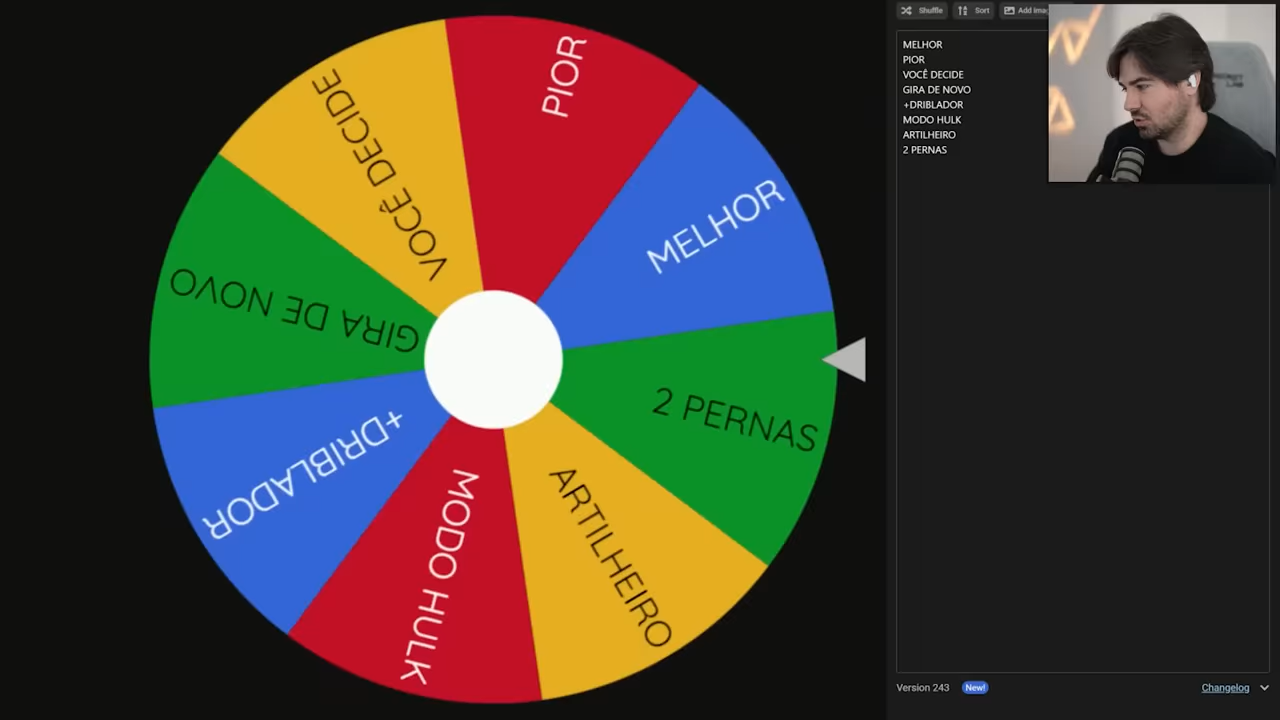 PIOR
MELHOR
2 PERNAS
ARTILHEIRO
MODO HULK
+DRIBLADOR
GIRA DE NOVO
VOCÊ DECIDE
Shuffle
Sort
Add
MELHOR
PIOR
VOCÊ DECIDE
GIRA DE NOVO
+DRIBLADOR
MODO HULK
ARTILHEIRO
2 PERNAS
Version 243
New!
Changelog